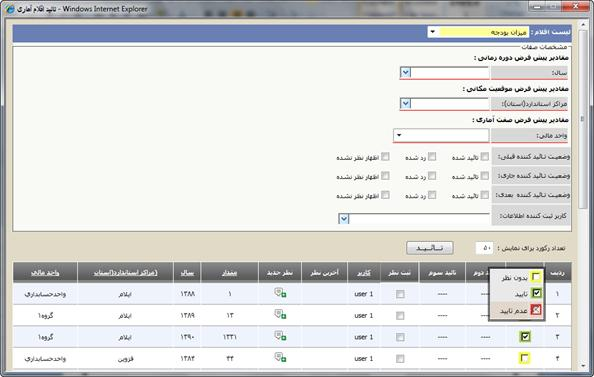 تائید اقلام آماری - Windows Internet Explorer
لیست اقلام : میزان بودجه
مشخصات صفات
مقادیر پیش فرض دوره زمانی :
سال:
مقادیر پیش فرض موقعیت مکانی :
مراکز استاندارد(استان):
مقادیر پیش فرض صفت آماری :
واحد مالی:
وضعیت تائید کننده قبلی: تائید شده رد شده اظهار نظر نشده
وضعیت تائید کننده جاری: تائید شده رد شده اظهار نظر نشده
وضعیت تائید کننده بعدی: تائید شده رد شده اظهار نظر نشده
کاربر ثبت کننده اطلاعات:
تعداد رکورد برای نمایش : ۵۰ تــائــیــد
ردیف دوم تائید سوم ثبت نظر کاربر آخرین نظر نظر جدید مقدار سال (مراکز استاندارد(استان واحد مالی
بدون نظر
تایید
عدم تایید
۱ ---- ---- user 1 ۱ ۱۳۸۸ ایلام واحدحسابداری
۲ ---- user 1 ۱۳ ۱۳۸۹ ایلام گروه۱
۳ ---- ---- user 1 ۱۳۳۱ ۱۳۹۰ ایلام گروه۱
۴ ---- ---- user 1 ۴۴ ۱۳۸۴ قزوین واحدحسابداری